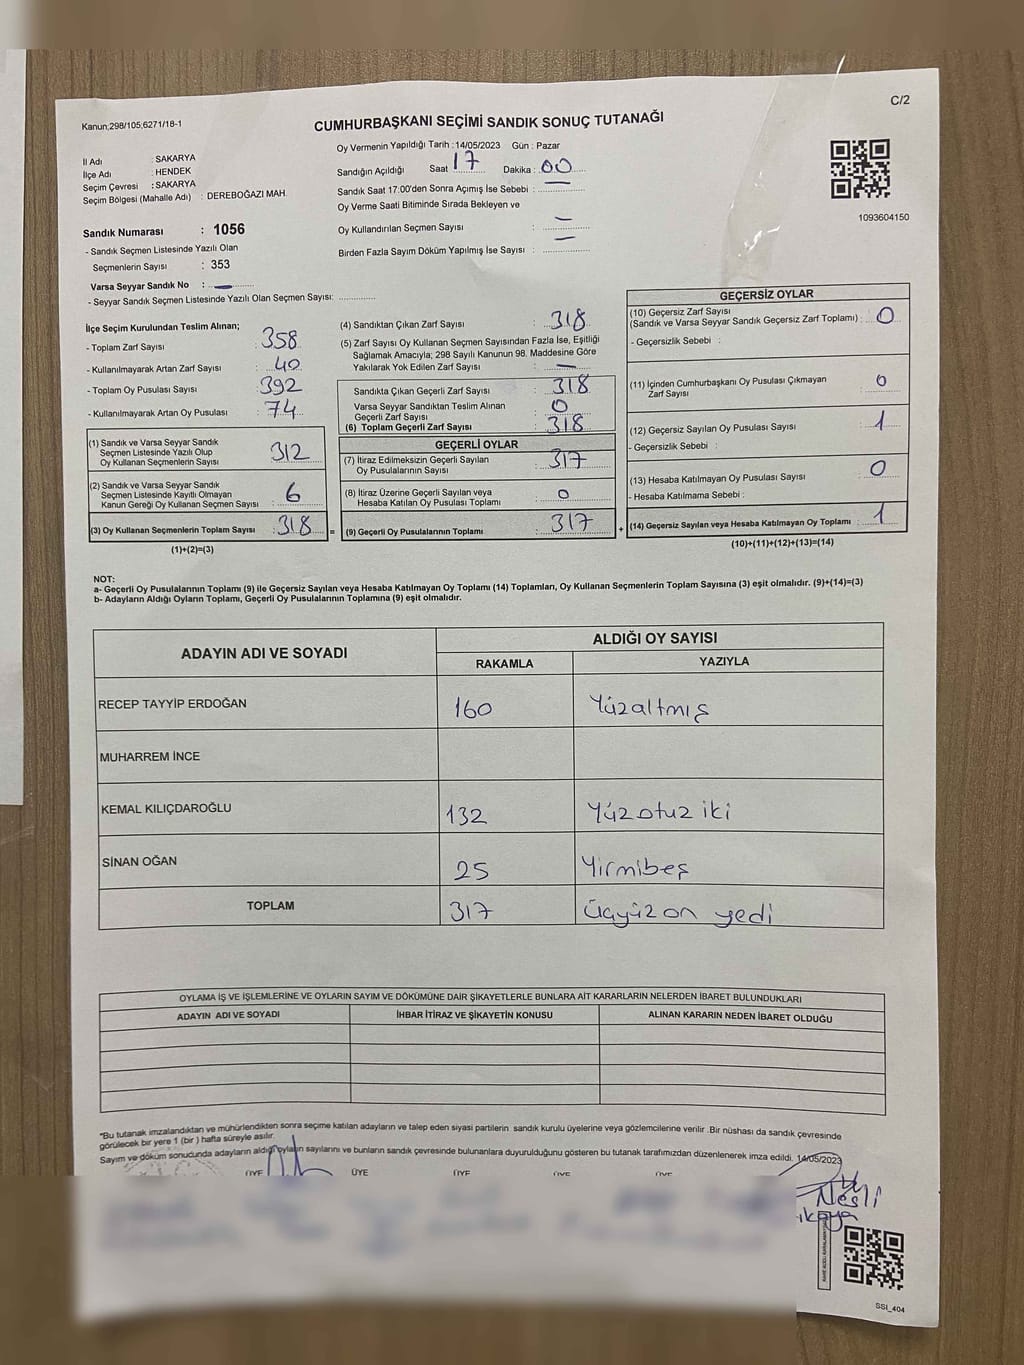 C/2
Kanun,298/105,6271/18-1
CUMHURBAŞKANI SEÇİMİ SANDIK SONUÇ TUTANAĞI
İl Adı : SAKARYA
İlçe Adı : HENDEK
Seçim Çevresi : SAKARYA
Seçim Bölgesi (Mahalle Adı) : DEREBOĞAZI MAH.
Oy Vermenin Yapıldığı Tarih :14/05/2023 Gün : Pazar
Sandığın Açıldığı Saat 17 Dakika : 00
Sandık Saat 17:00'den Sonra Açımış İse Sebebi : —
Oy Verme Saati Bitiminde Sırada Bekleyen ve
Oy Kullandırılan Seçmen Sayısı : —
Birden Fazla Sayım Döküm Yapılmış İse Sayısı : —
1093604150
Sandık Numarası : 1056
- Sandık Seçmen Listesinde Yazılı Olan
Seçmenlerin Sayısı : 353
Varsa Seyyar Sandık No : —
- Seyyar Sandık Seçmen Listesinde Yazılı Olan Seçmen Sayısı:
İlçe Seçim Kurulundan Teslim Alınan;
- Toplam Zarf Sayısı : 358
- Kullanılmayarak Artan Zarf Sayısı : 40
- Toplam Oy Pusulası Sayısı : 392
- Kullanılmayarak Artan Oy Pusulası : 74
(1) Sandık ve Varsa Seyyar Sandık
Seçmen Listesinde Yazılı Olup
Oy Kullanan Seçmenlerin Sayısı : 312
(2) Sandık ve Varsa Seyyar Sandık
Seçmen Listesinde Kayıtlı Olmayan
Kanun Gereği Oy Kullanan Seçmen Sayısı : 6
(3) Oy Kullanan Seçmenlerin Toplam Sayısı : 318 =
(1)+(2)=(3)
(4) Sandıktan Çıkan Zarf Sayısı : 318
(5) Zarf Sayısı Oy Kullanan Seçmen Sayısından Fazla İse, Eşitliği
Sağlamak Amacıyla; 298 Sayılı Kanunun 98. Maddesine Göre
Yakılarak Yok Edilen Zarf Sayısı : —
Sandıkta Çıkan Geçerli Zarf Sayısı : 318
Varsa Seyyar Sandıktan Teslim Alınan
Geçerli Zarf Sayısı : 0
(6) Toplam Geçerli Zarf Sayısı : 318
GEÇERLİ OYLAR
(7) İtiraz Edilmeksizin Geçerli Sayılan
Oy Pusulalarının Sayısı : 317
(8) İtiraz Üzerine Geçerli Sayılan veya
Hesaba Katılan Oy Pusulası Toplamı : 0
(9) Geçerli Oy Pusulalarının Toplamı : 317 +
GEÇERSİZ OYLAR
(10) Geçersiz Zarf Sayısı
(Sandık ve Varsa Seyyar Sandık Geçersiz Zarf Toplamı) : 0
- Geçersizlik Sebebi :
(11) İçinden Cumhurbaşkanı Oy Pusulası Çıkmayan
Zarf Sayısı : 0
(12) Geçersiz Sayılan Oy Pusulası Sayısı : 1
- Geçersizlik Sebebi :
(13) Hesaba Katılmayan Oy Pusulası Sayısı : 0
- Hesaba Katılmama Sebebi :
(14) Geçersiz Sayılan veya Hesaba Katılmayan Oy Toplamı : 1
(10)+(11)+(12)+(13)=(14)
NOT:
a- Geçerli Oy Pusulalarının Toplamı (9) ile Geçersiz Sayılan veya Hesaba Katılmayan Oy Toplamı (14) Toplamları, Oy Kullanan Seçmenlerin Toplam Sayısına (3) eşit olmalıdır. (9)+(14)=(3)
b- Adayların Aldığı Oyların Toplamı, Geçerli Oy Pusulalarının Toplamına (9) eşit olmalıdır.
ADAYIN ADI VE SOYADI
ALDIĞI OY SAYISI
RAKAMLA YAZIYLA
RECEP TAYYİP ERDOĞAN 160 Yüzaltmış
MUHARREM İNCE
KEMAL KILIÇDAROĞLU 132 Yüzotuz iki
SİNAN OĞAN 25 Yirmibeş
TOPLAM 317 Üçyüz on yedi
OYLAMA İŞ VE İŞLEMLERİNE VE OYLARIN SAYIM VE DÖKÜMÜNE DAİR ŞİKAYETLERLE BUNLARA AİT KARARLARIN NELERDEN İBARET BULUNDUKLARI
ADAYIN ADI VE SOYADI İHBAR İTİRAZ VE ŞİKAYETİN KONUSU ALINAN KARARIN NEDEN İBARET OLDUĞU
*Bu tutanak imzalandıktan ve mühürlendikten sonra seçime katılan adayların ve talep eden siyasi partilerin sandık kurulu üyelerine veya gözlemcilerine verilir .Bir nüshası da sandık çevresinde
görülecek bir yere 1 (bir ) hafta süreyle asılır.
Sayım ve döküm sonucunda adayların aldığı oyların sayılarını ve bunların sandık çevresinde bulunanlara duyurulduğunu gösteren bu tutanak tarafımızdan düzenlenerek imza edildi. 14/05/2023
ÜYE ÜYE ÜYE ÜYE ÜYE
Nesli
SSI_404